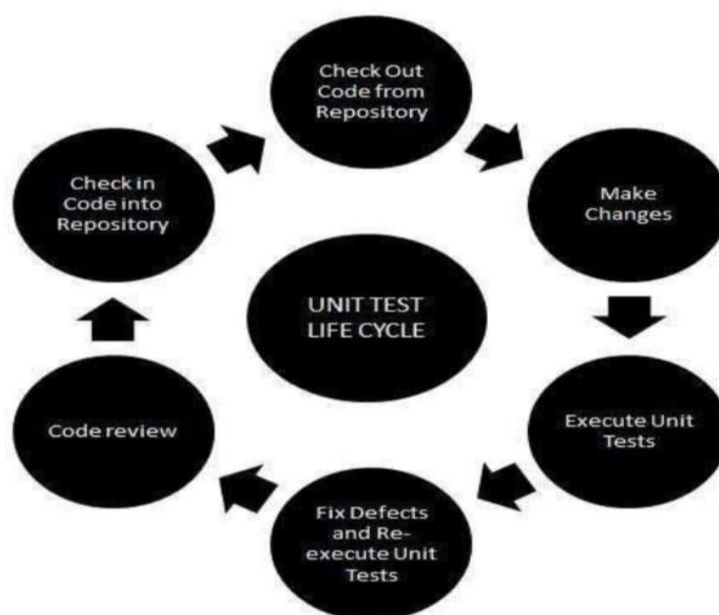 Check Out
Code from
Repository
Make
Changes
Execute Unit
Tests
Fix Defects
and Re-
execute Unit
Tests
Code review
Check in
Code into
Repository
UNIT TEST
LIFE CYCLE